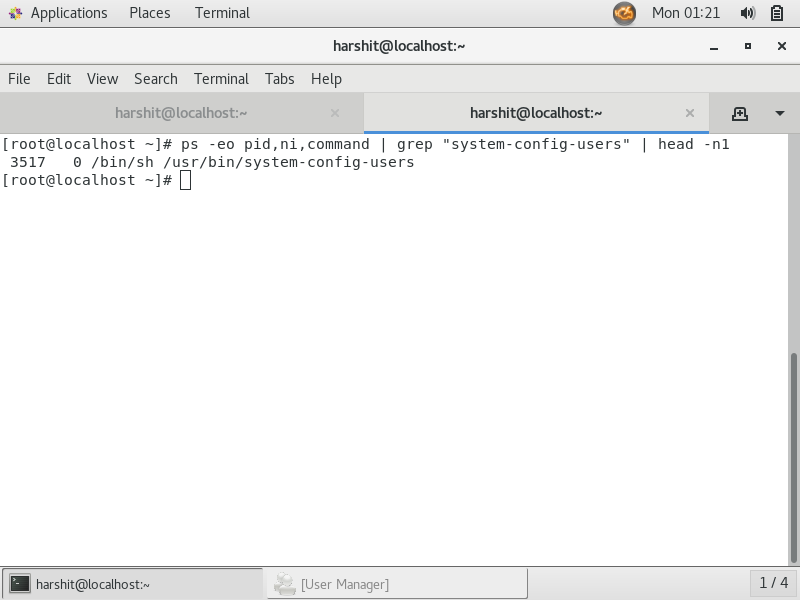 Applications Places Terminal Mon 01:21
harshit@localhost:~
File Edit View Search Terminal Tabs Help
harshit@localhost:~ harshit@localhost:~
[root@localhost ~]# ps -eo pid,ni,command | grep "system-config-users" | head -n1
3517 0 /bin/sh /usr/bin/system-config-users
[root@localhost ~]#
harshit@localhost:~ [User Manager] 1 / 4